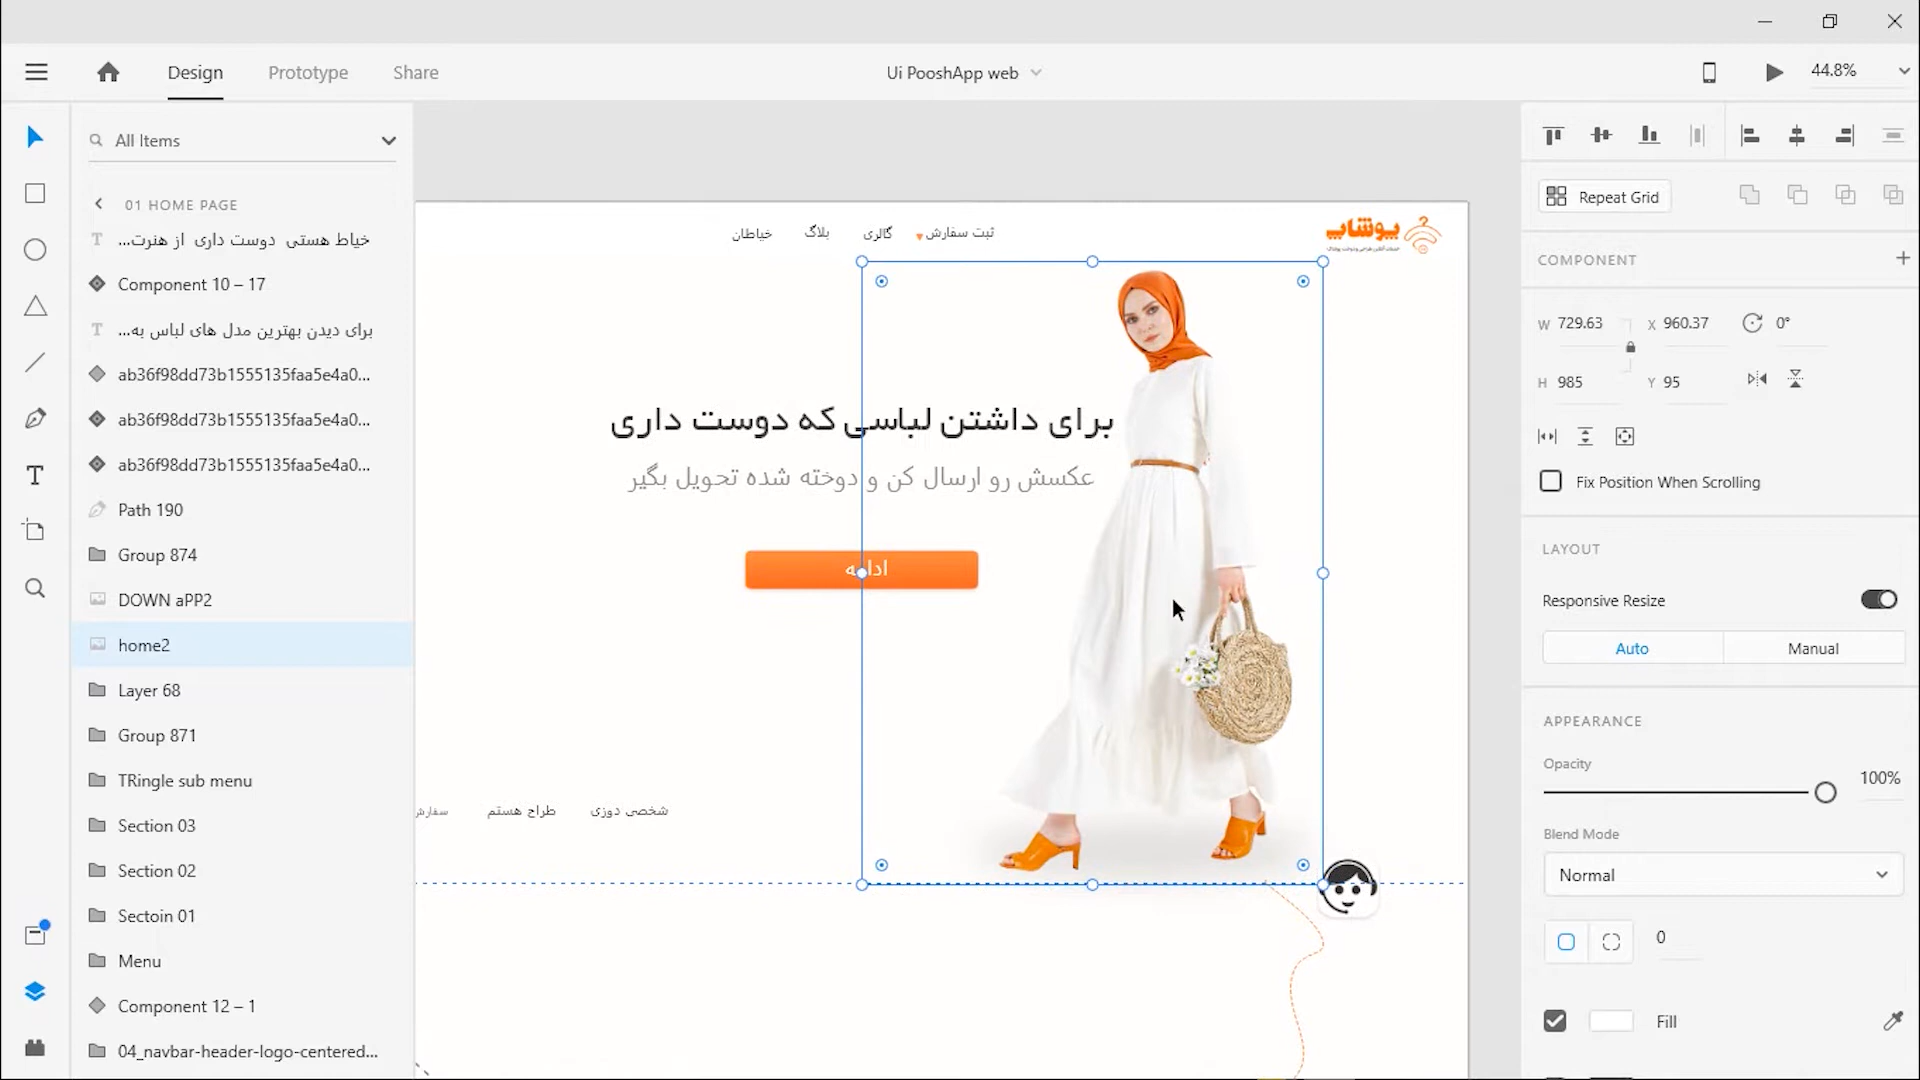 Design
Prototype
Share
Ui PooshApp web
44.8%
All Items
01 HOME PAGE
خیاط هستی دوست داری از هنرت...
Component 10 – 17
برای دیدن بهترین مدل های لباس به...
ab36f98dd73b1555135faa5e4a0...
ab36f98dd73b1555135faa5e4a0...
ab36f98dd73b1555135faa5e4a0...
Path 190
Group 874
DOWN aPP2
home2
Layer 68
Group 871
TRingle sub menu
Section 03
Section 02
Sectoin 01
Menu
Component 12 – 1
04_navbar-header-logo-centered...
پوشاپ
ثبت سفارش
گالری
بلاگ
خیاطان
برای داشتن لباسی که دوست داری
عکسش رو ارسال کن و دوخته شده تحویل بگیر
ادامه
شخصی دوزی
طراح هستم
سفارش
Repeat Grid
COMPONENT
W 729.63
X 960.37
0°
H 985
Y 95
Fix Position When Scrolling
LAYOUT
Responsive Resize
Auto
Manual
APPEARANCE
Opacity
100%
Blend Mode
Normal
0
Fill